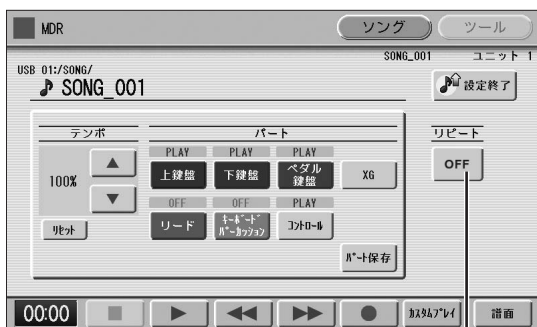 MDR
ソング
ツール
SONG_001
ユニット 1
USB 01:/SONG/
SONG_001
設定終了
テンポ
パート
リピート
PLAY
PLAY
PLAY
100%
上鍵盤
下鍵盤
ペダル
鍵盤
XG
OFF
OFF
OFF
PLAY
リセット
リード
キーボード
パーカッション
コントロール
パート保存
00:00
カスタムプレイ
譜面